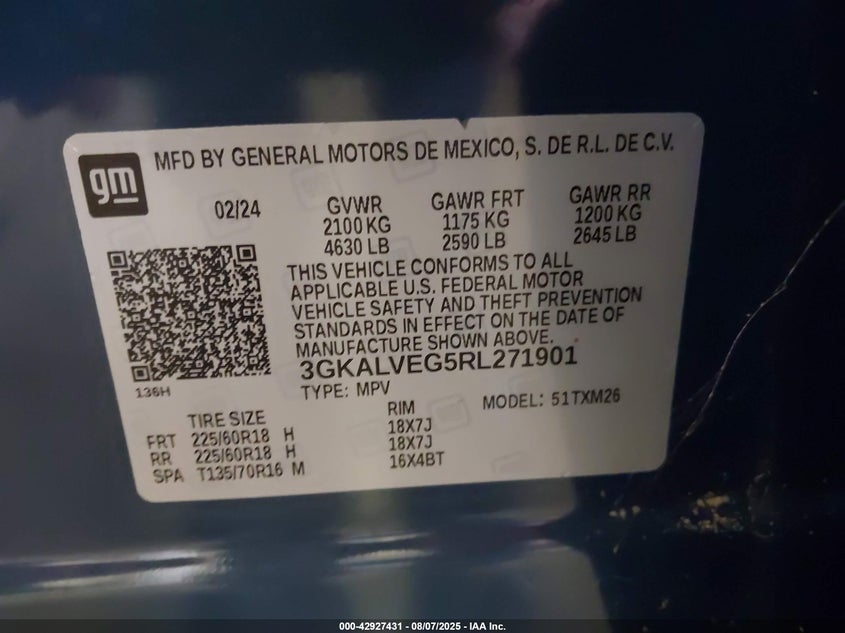 gm
MFD BY GENERAL MOTORS DE MEXICO, S. DE R.L. DE C.V.
02/24
GVWR
2100 KG
4630 LB
GAWR FRT
1175 KG
2590 LB
GAWR RR
1200 KG
2645 LB
THIS VEHICLE CONFORMS TO ALL
APPLICABLE U.S. FEDERAL MOTOR
VEHICLE SAFETY AND THEFT PREVENTION
STANDARDS IN EFFECT ON THE DATE OF
MANUFACTURE SHOWN ABOVE.
3GKALVEG5RL271901
136H
TYPE: MPV
MODEL: 51TXM26
TIRE SIZE RIM
FRT 225/60R18 H 18X7J
RR 225/60R18 H 18X7J
SPA T135/70R16 M 16X4BT
000-42927431 - 08/07/2025 - IAA Inc.